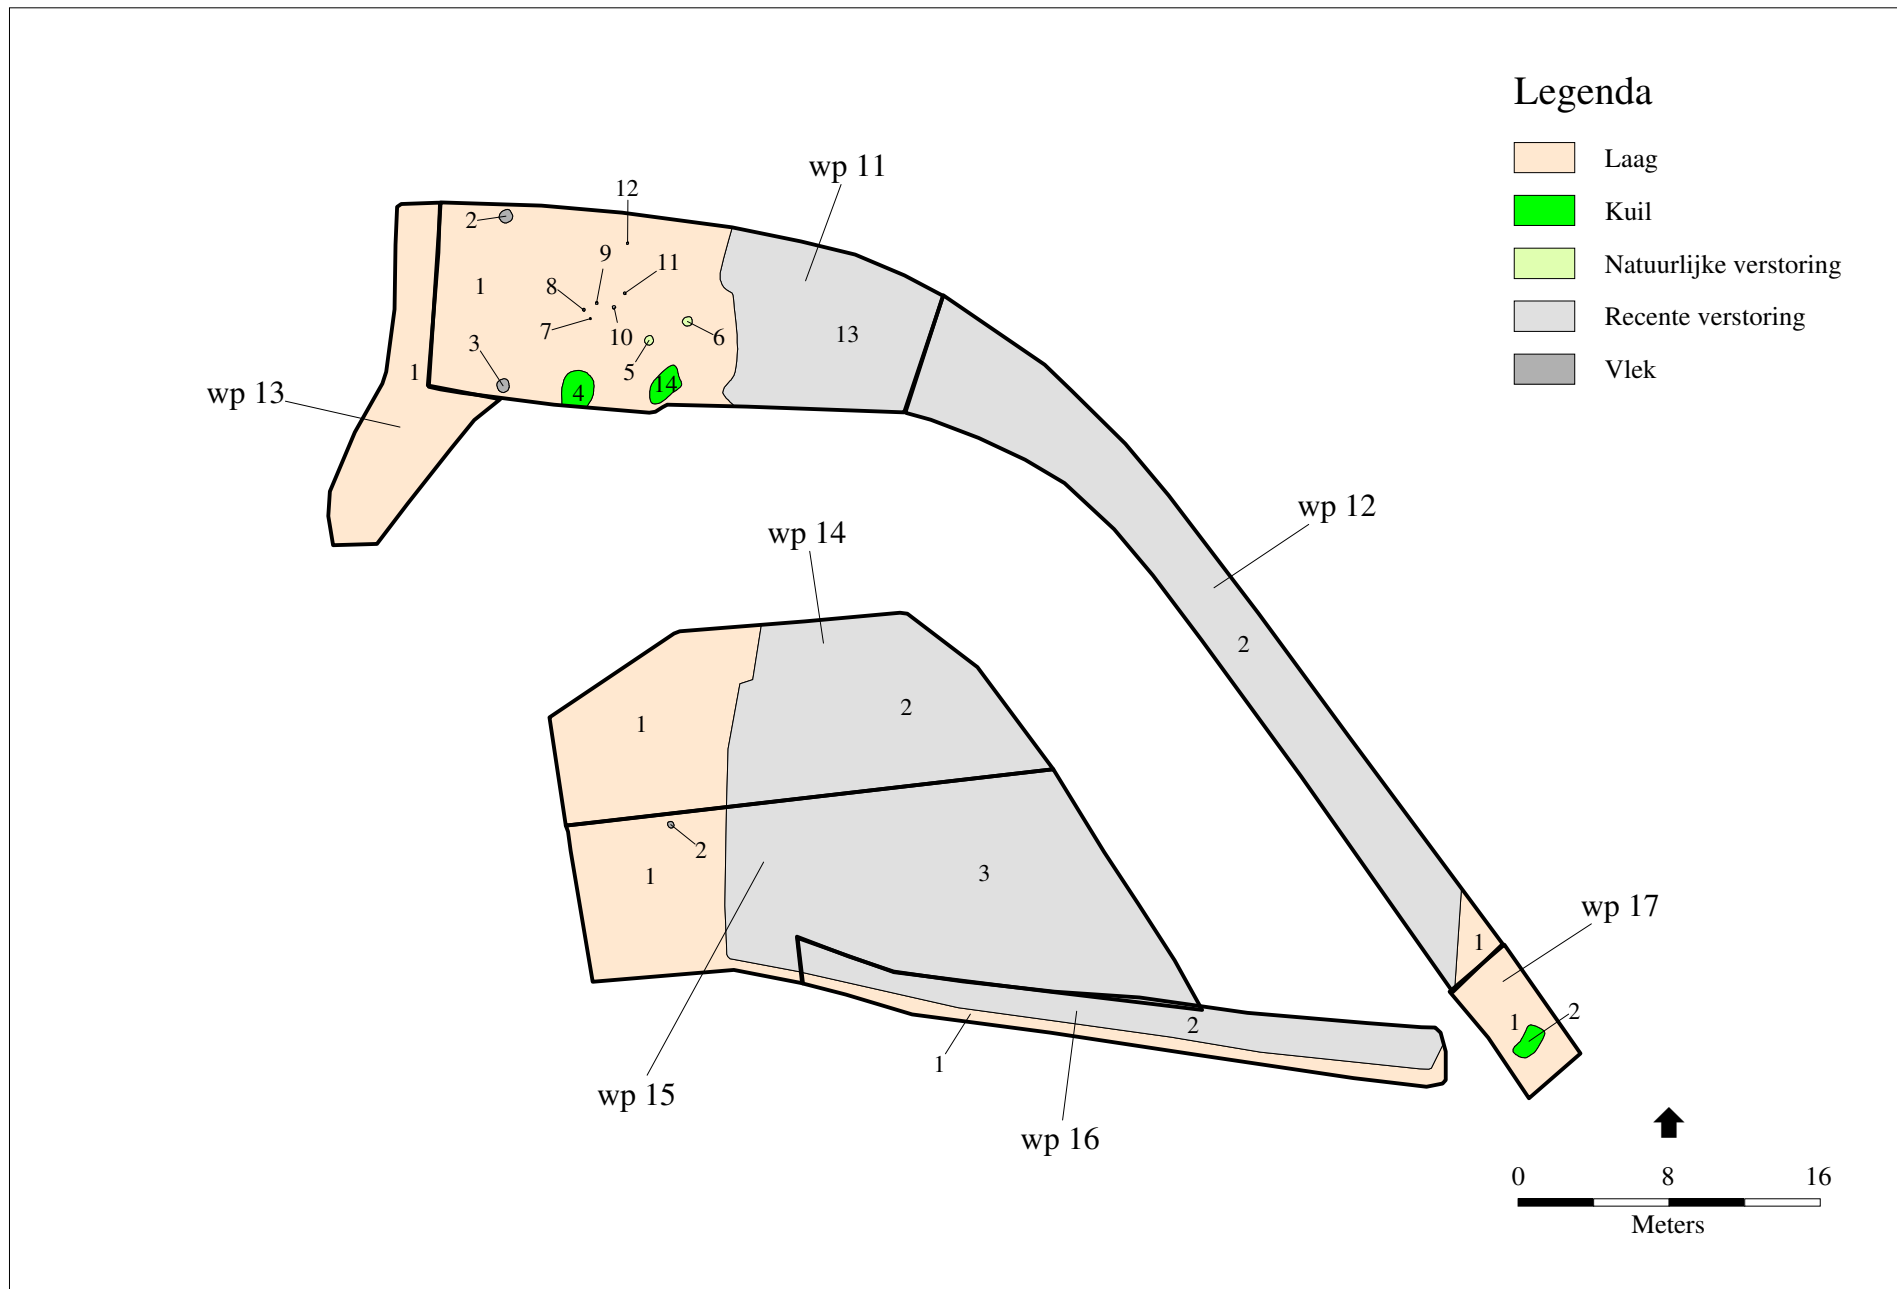 Legenda
Laag
Kuil
Natuurlijke verstoring
Recente verstoring
Vlek
wp 11
12
2
9
11
1
8
7
10
6
13
3
5
1
4
14
wp 13
wp 12
wp 14
2
1
2
2
1
3
wp 17
1
1
2
2
1
wp 15
wp 16
0 8 16
Meters